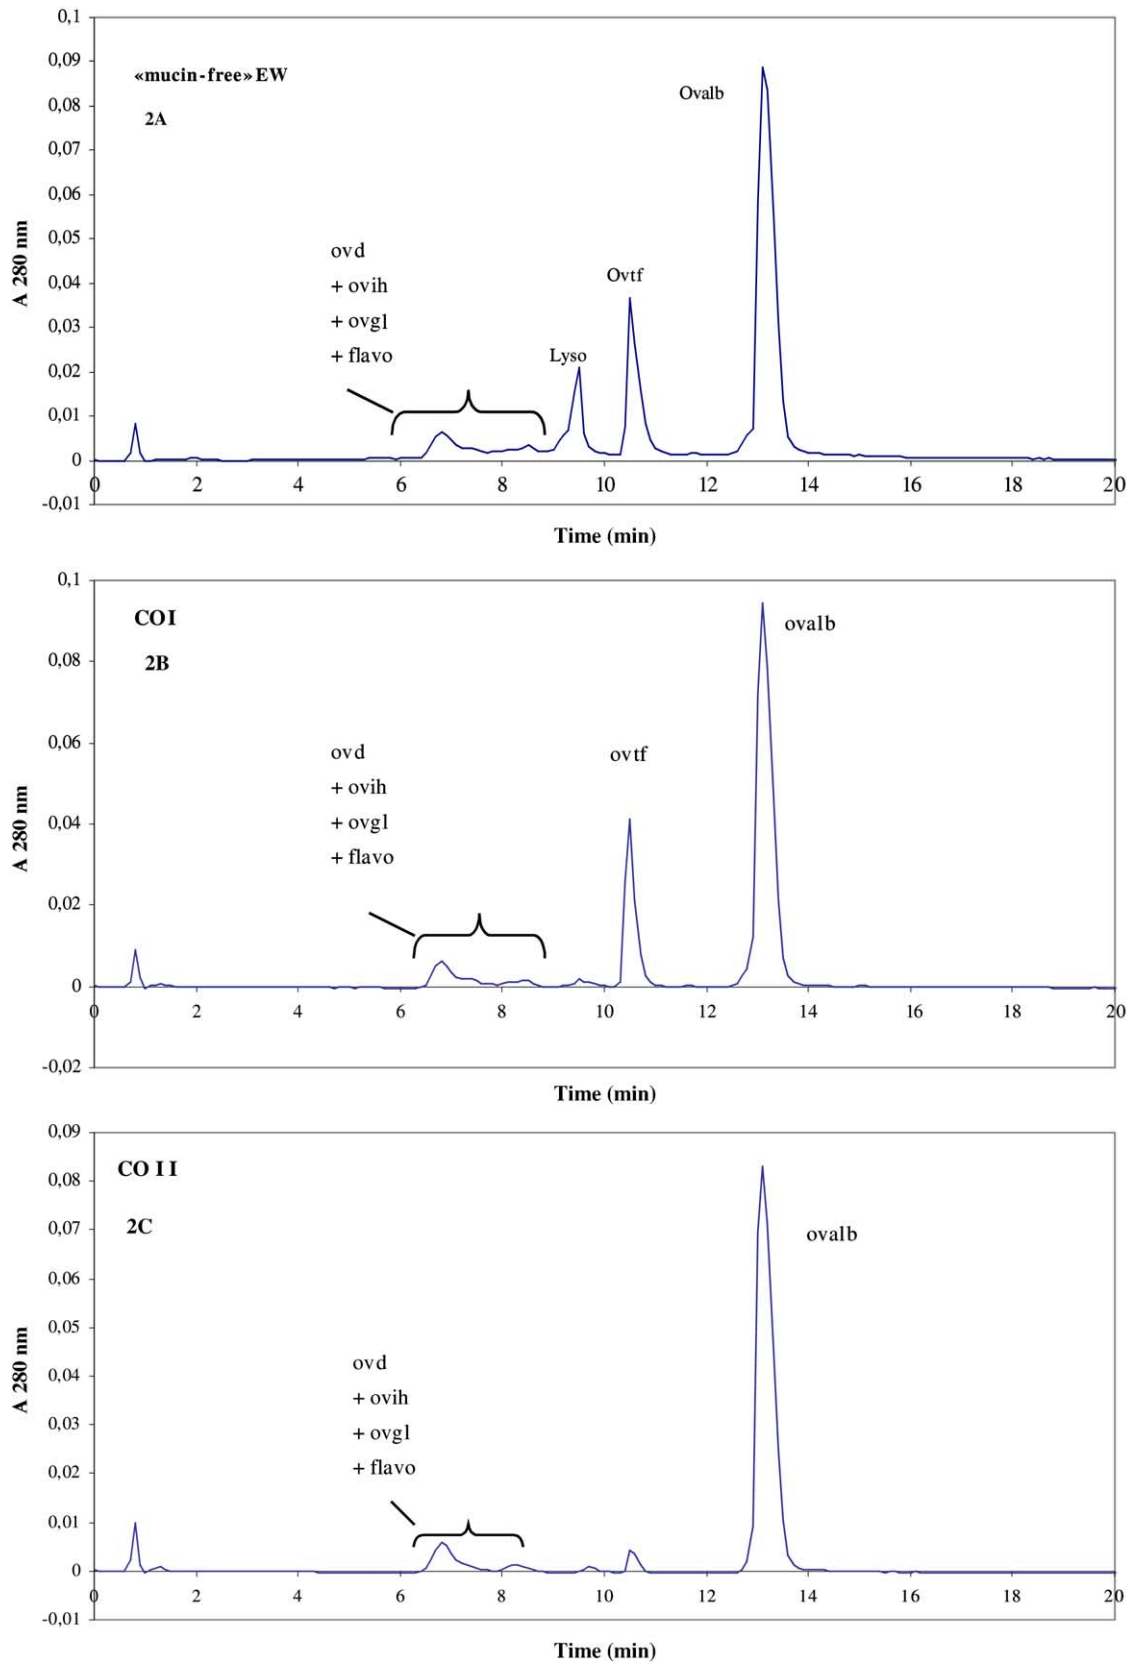 0,1
0,09
«mucin-free» EW
Ovalb
0,08
2A
0,07
0,06
0,05
A 280 nm
ovd
Ovtf
0,04
+ ovih
+ ovgl
0,03
+ flavo
Lyso
0,02
0,01
0
0 2 4 6 8 10 12 14 16 18 20
-0,01
Time (min)
0,1
COI
ovalb
2B
0,08
0,06
ovd
ovtf
+ ovih
A 280 nm
0,04
+ ovgl
+ flavo
0,02
0
0 2 4 6 8 10 12 14 16 18 20
-0,02
Time (min)
0,09
CO II
0,08
2C
ovalb
0,07
0,06
0,05
A 280 nm
ovd
0,04
+ ovih
+ ovgl
0,03
+ flavo
0,02
0,01
0
0 2 4 6 8 10 12 14 16 18 20
-0,01
Time (min)